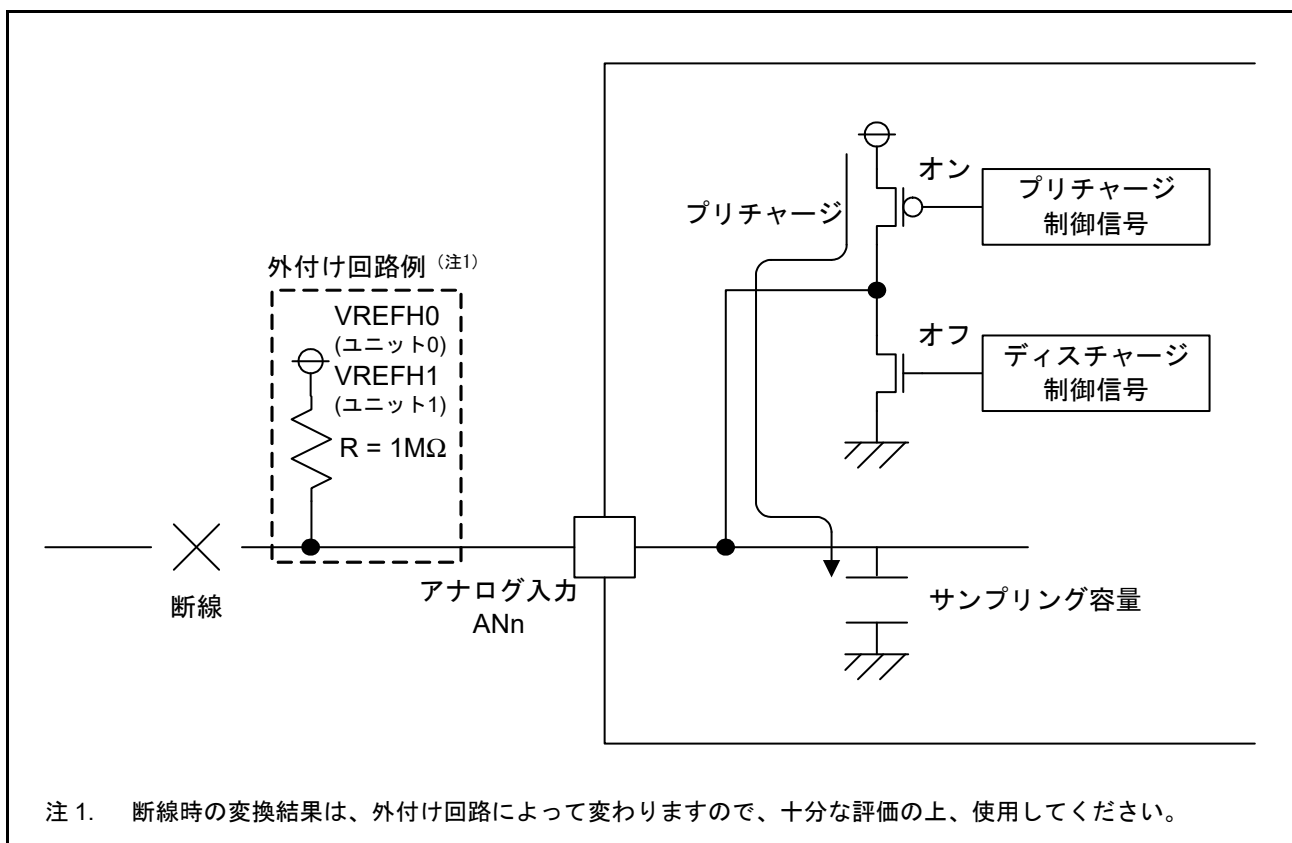 オン
プリチャージ
制御信号
プリチャージ
外付け回路例(注1)
VREFH0
(ユニット0)
VREFH1
(ユニット1)
R = 1MΩ
オフ
ディスチャージ
制御信号
断線
アナログ入力
ANn
サンプリング容量
注 1. 断線時の変換結果は、外付け回路によって変わりますので、十分な評価の上、使用してください。